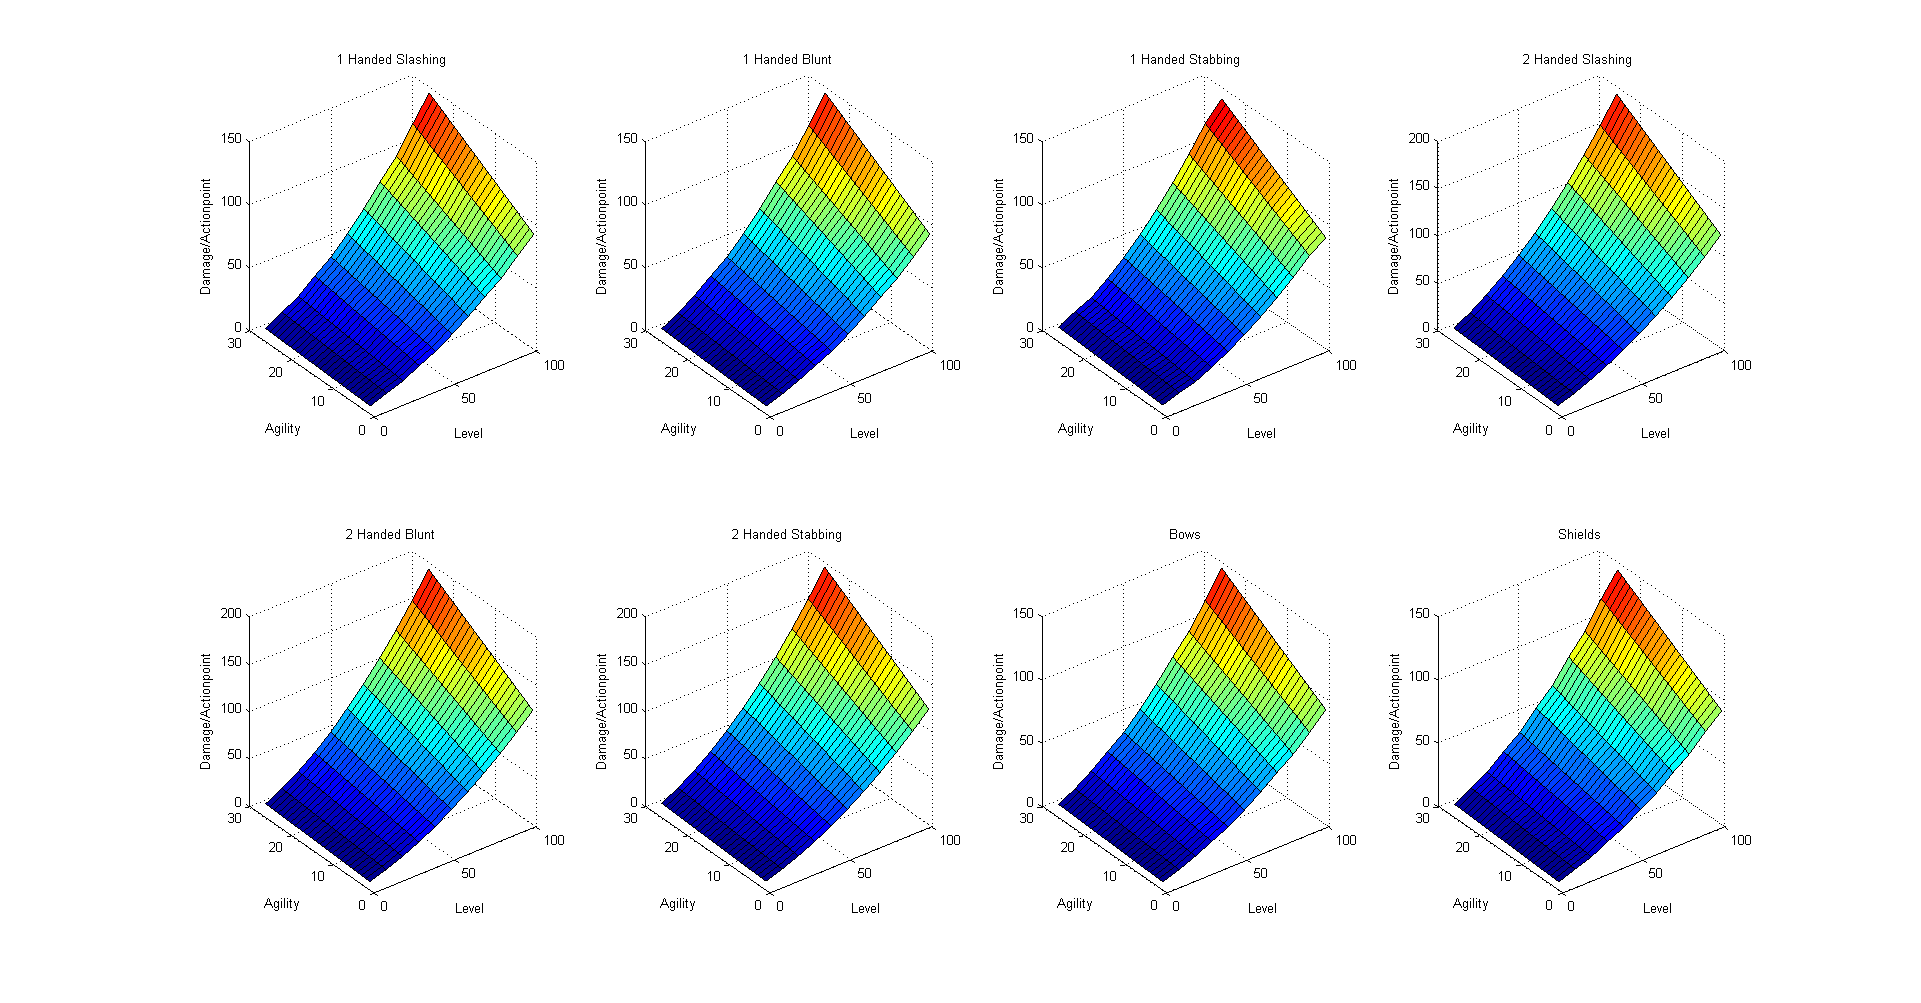 1 Handed Slashing
150
100
50
0
Damage/Actionpoint
30
20
10
0
Agility
0
50
100
Level
1 Handed Blunt
150
100
50
0
Damage/Actionpoint
30
20
10
0
Agility
0
50
100
Level
1 Handed Stabbing
150
100
50
0
Damage/Actionpoint
30
20
10
0
Agility
0
50
100
Level
2 Handed Slashing
200
150
100
50
0
Damage/Actionpoint
30
20
10
0
Agility
0
50
100
Level
2 Handed Blunt
200
150
100
50
0
Damage/Actionpoint
30
20
10
0
Agility
0
50
100
Level
2 Handed Stabbing
200
150
100
50
0
Damage/Actionpoint
30
20
10
0
Agility
0
50
100
Level
Bows
150
100
50
0
Damage/Actionpoint
30
20
10
0
Agility
0
50
100
Level
Shields
150
100
50
0
Damage/Actionpoint
30
20
10
0
Agility
0
50
100
Level